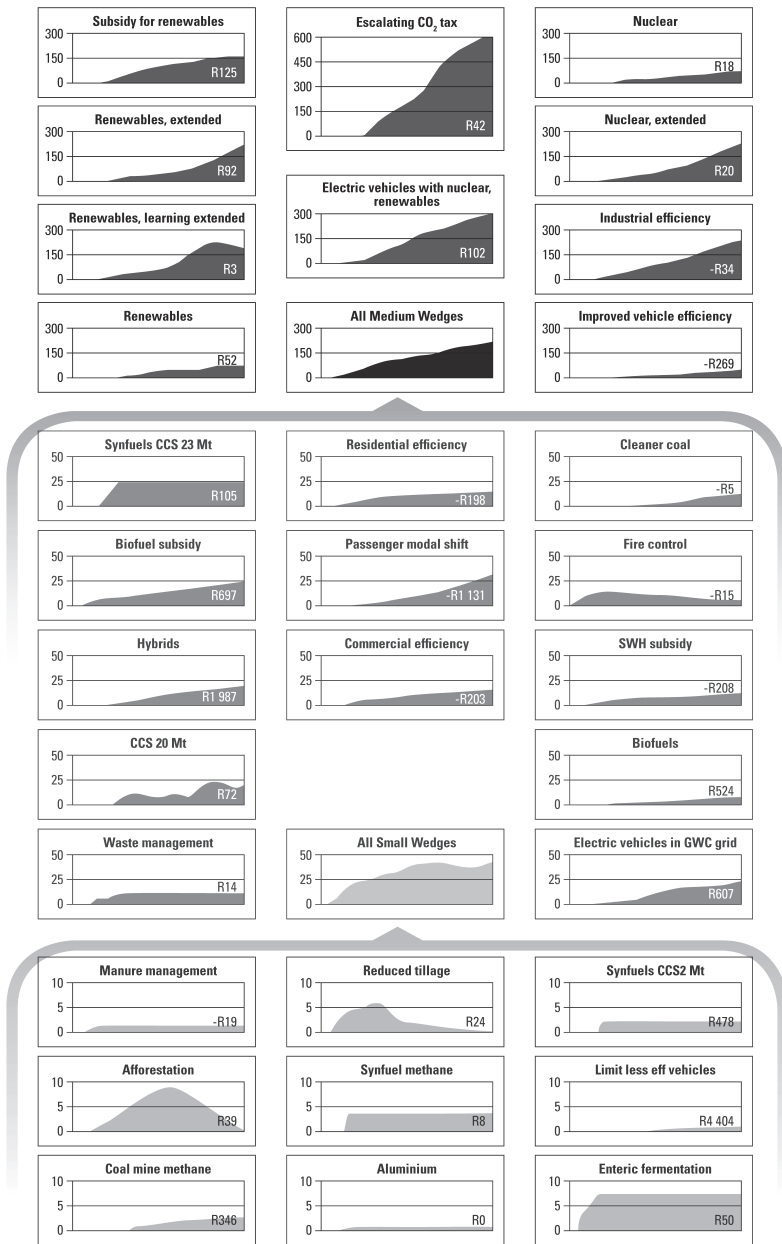 Subsidy for renewables
300
150
0
R125
Escalating CO₂ tax
600
450
300
150
0
R42
Nuclear
300
150
0
R18
Renewables, extended
300
150
0
R92
Nuclear, extended
300
150
0
R20
Electric vehicles with nuclear,
renewables
300
150
0
R102
Renewables, learning extended
300
150
0
R3
Industrial efficiency
300
150
0
-R34
Renewables
300
150
0
R52
All Medium Wedges
300
150
0
Improved vehicle efficiency
300
150
0
-R269
Synfuels CCS 23 Mt
50
25
0
R105
Residential efficiency
50
25
0
-R198
Cleaner coal
50
25
0
-R5
Biofuel subsidy
50
25
0
R697
Passenger modal shift
50
25
0
-R1 131
Fire control
50
25
0
-R15
Hybrids
50
25
0
R1 987
Commercial efficiency
50
25
0
-R203
SWH subsidy
50
25
0
-R208
CCS 20 Mt
50
25
0
R72
Biofuels
50
25
0
R524
Waste management
50
25
0
R14
All Small Wedges
50
25
0
Electric vehicles in GWC grid
50
25
0
R607
Manure management
10
5
0
-R19
Reduced tillage
10
5
0
R24
Synfuels CCS2 Mt
10
5
0
R478
Afforestation
10
5
0
R39
Synfuel methane
10
5
0
R8
Limit less eff vehicles
10
5
0
R4 404
Coal mine methane
10
5
0
R346
Aluminium
10
5
0
R0
Enteric fermentation
10
5
0
R50